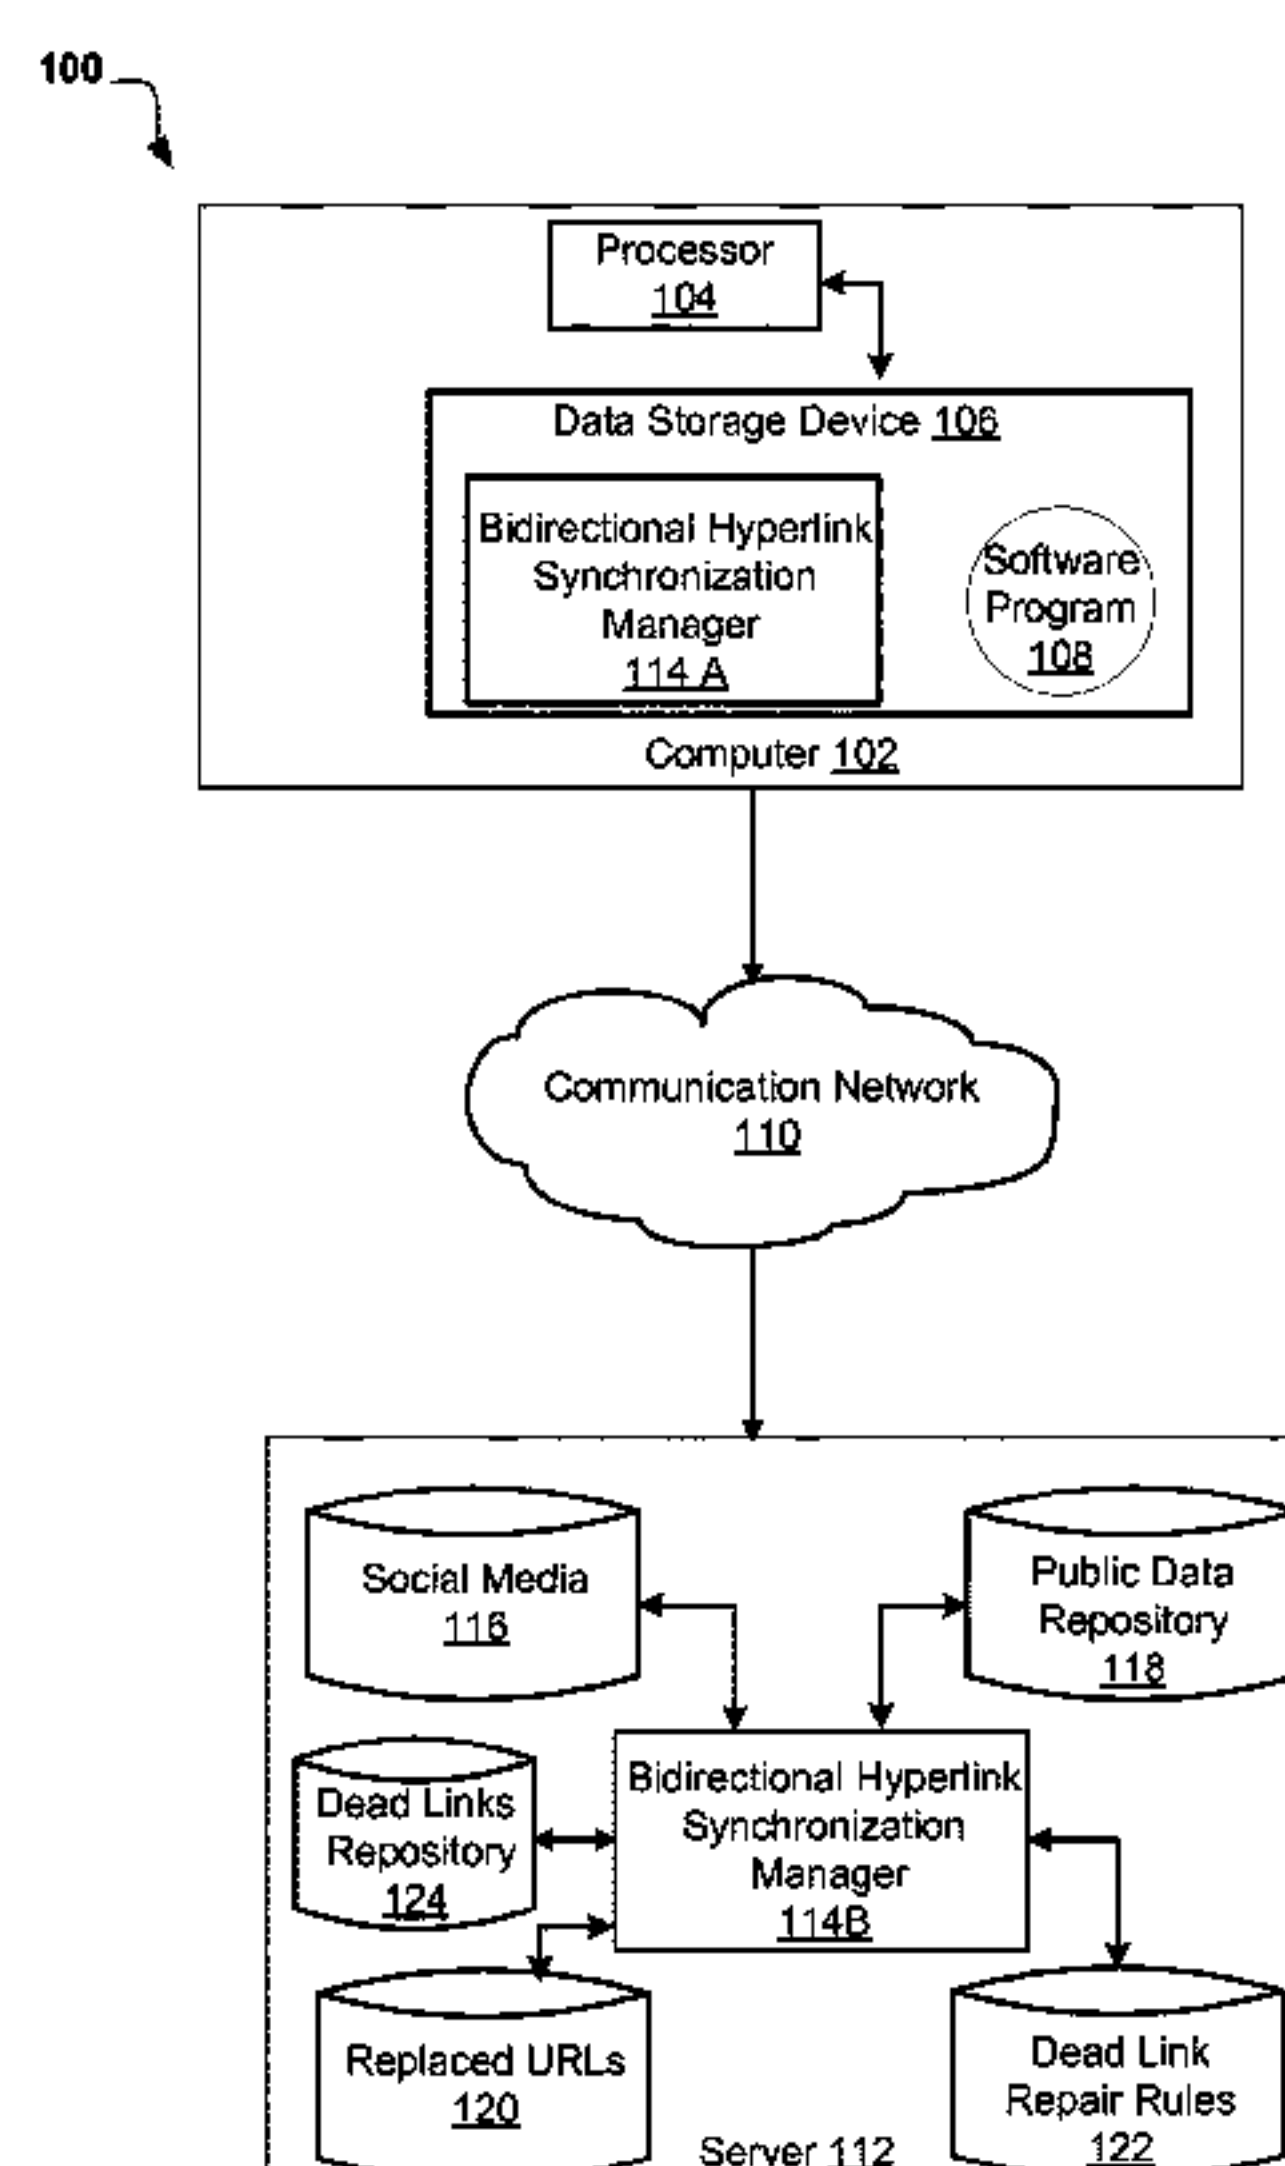 100
Processor
104
Data Storage Device 106
Bidirectional Hyperlink
Synchronization
Manager
114 A
Software
Program
108
Computer 102
Communication Network
110
Social Media
116
Public Data
Repository
118
Dead Links
Repository
124
Bidirectional Hyperlink
Synchronization
Manager
114B
Replaced URLs
120
Dead Link
Repair Rules
122
Server 112